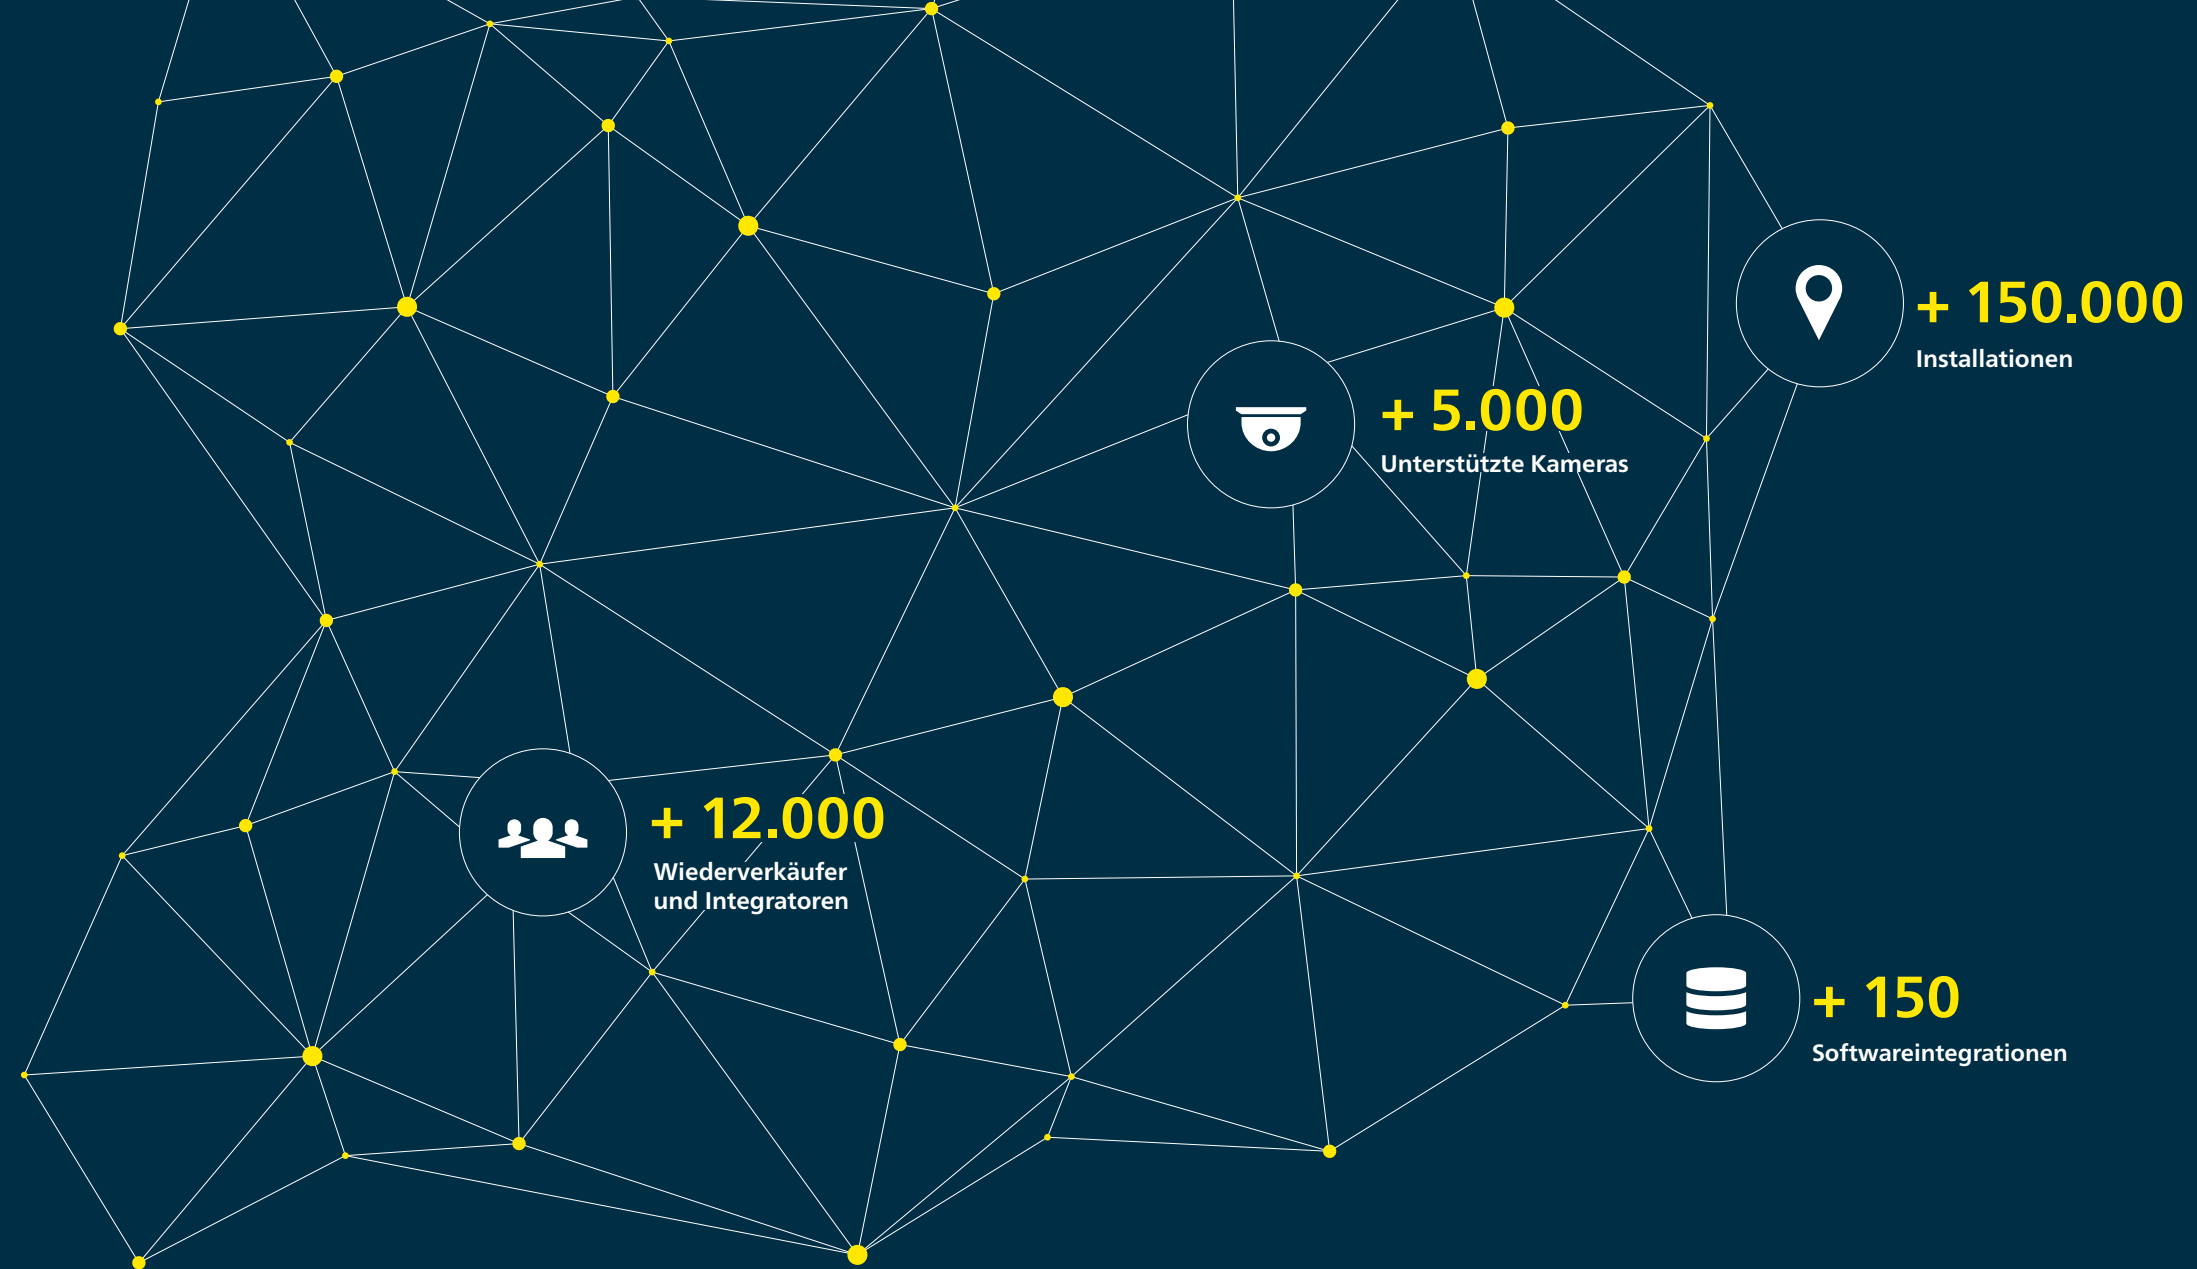 + 150.000
Installationen
+ 5.000
Unterstützte Kameras
+ 12.000
Wiederverkäufer
und Integratoren
+ 150
Softwareintegrationen